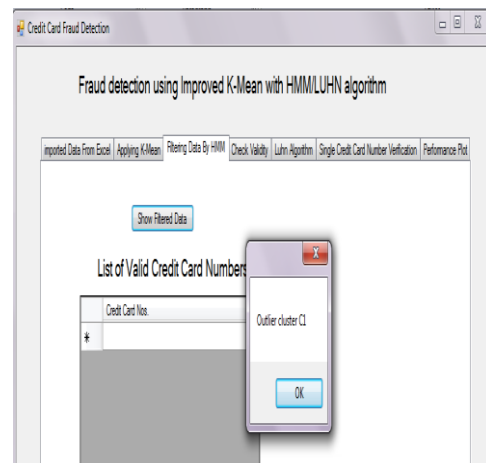 Credit Card Fraud Detection
Fraud detection using Improved K-Mean with HMM/LUHN algorithm
imported Data From Excel Applying K-Mean Filtering Data By HMM Check Validity Luhn Algorithm Single Credit Card Number Verification Performance Plot
Show Filtered Data
List of Valid Credit Card Numbers
Credit Card Nos.
*
Outlier cluster C1
OK